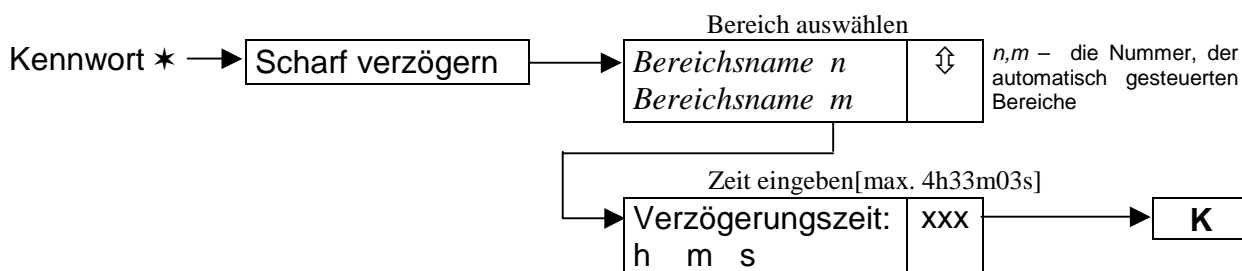 Bereich auswählen
Kennwort ✶
Scharf verzögern
Bereichsname n
Bereichsname m
⇳
n,m – die Nummer, der
automatisch gesteuerten
Bereiche
Zeit eingeben[max. 4h33m03s]
Verzögerungszeit:
h m s
xxx
K